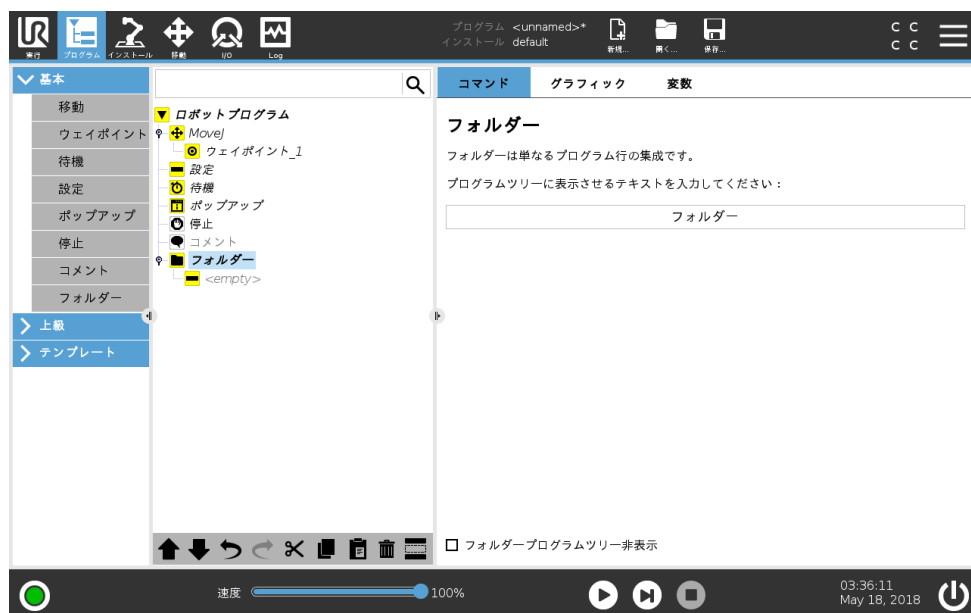 プログラム <unnamed>*
インストール default
C C
C C
実行 プログラム インストール 移動 I/O Log 新規... 開く... 保存...
基本
移動
ウェイポイント
待機
設定
ポップアップ
停止
コメント
フォルダー
上級
テンプレート
ロボットプログラム
MoveJ
ウェイポイント_1
設定
待機
ポップアップ
停止
コメント
フォルダー
<empty>
コマンド グラフィック 変数
フォルダー
フォルダーは単なるプログラム行の集成です。
プログラムツリーに表示させるテキストを入力してください：
フォルダー
フォルダープログラムツリー非表示
速度 100%
03:36:11
May 18, 2018